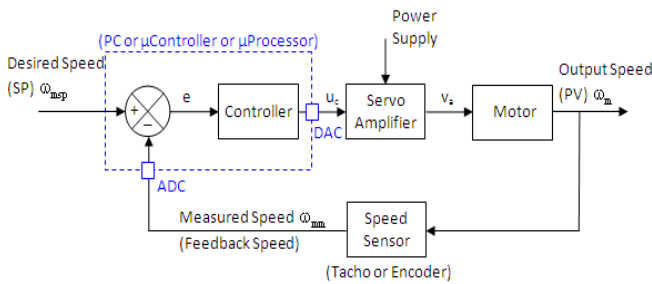 Power
Supply
(PC or µController or µProcessor)
Desired Speed
(SP) ωmsp
+
−
e
Controller
uc
DAC
Servo
Amplifier
va
Motor
Output Speed
(PV) ωm
ADC
Measured Speed ωmm
(Feedback Speed)
Speed
Sensor
(Tacho or Encoder)